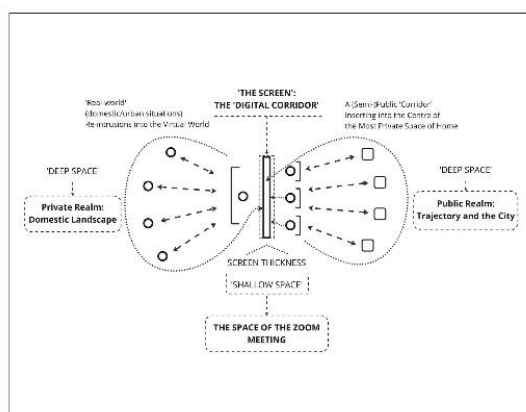 'THE SCREEN':
THE 'DIGITAL CORRIDOR'
'Real world'
(domestic/urban situations)
Re-intrusions into the Virtual World
A (Semi-)Public 'Corridor'
Inserting into the Centre of
the Most Private Space of Home
'DEEP SPACE'
Private Realm:
Domestic Landscape
'DEEP SPACE'
Public Realm:
Trajectory and the City
SCREEN THICKNESS
'SHALLOW SPACE'
THE SPACE OF THE ZOOM
MEETING